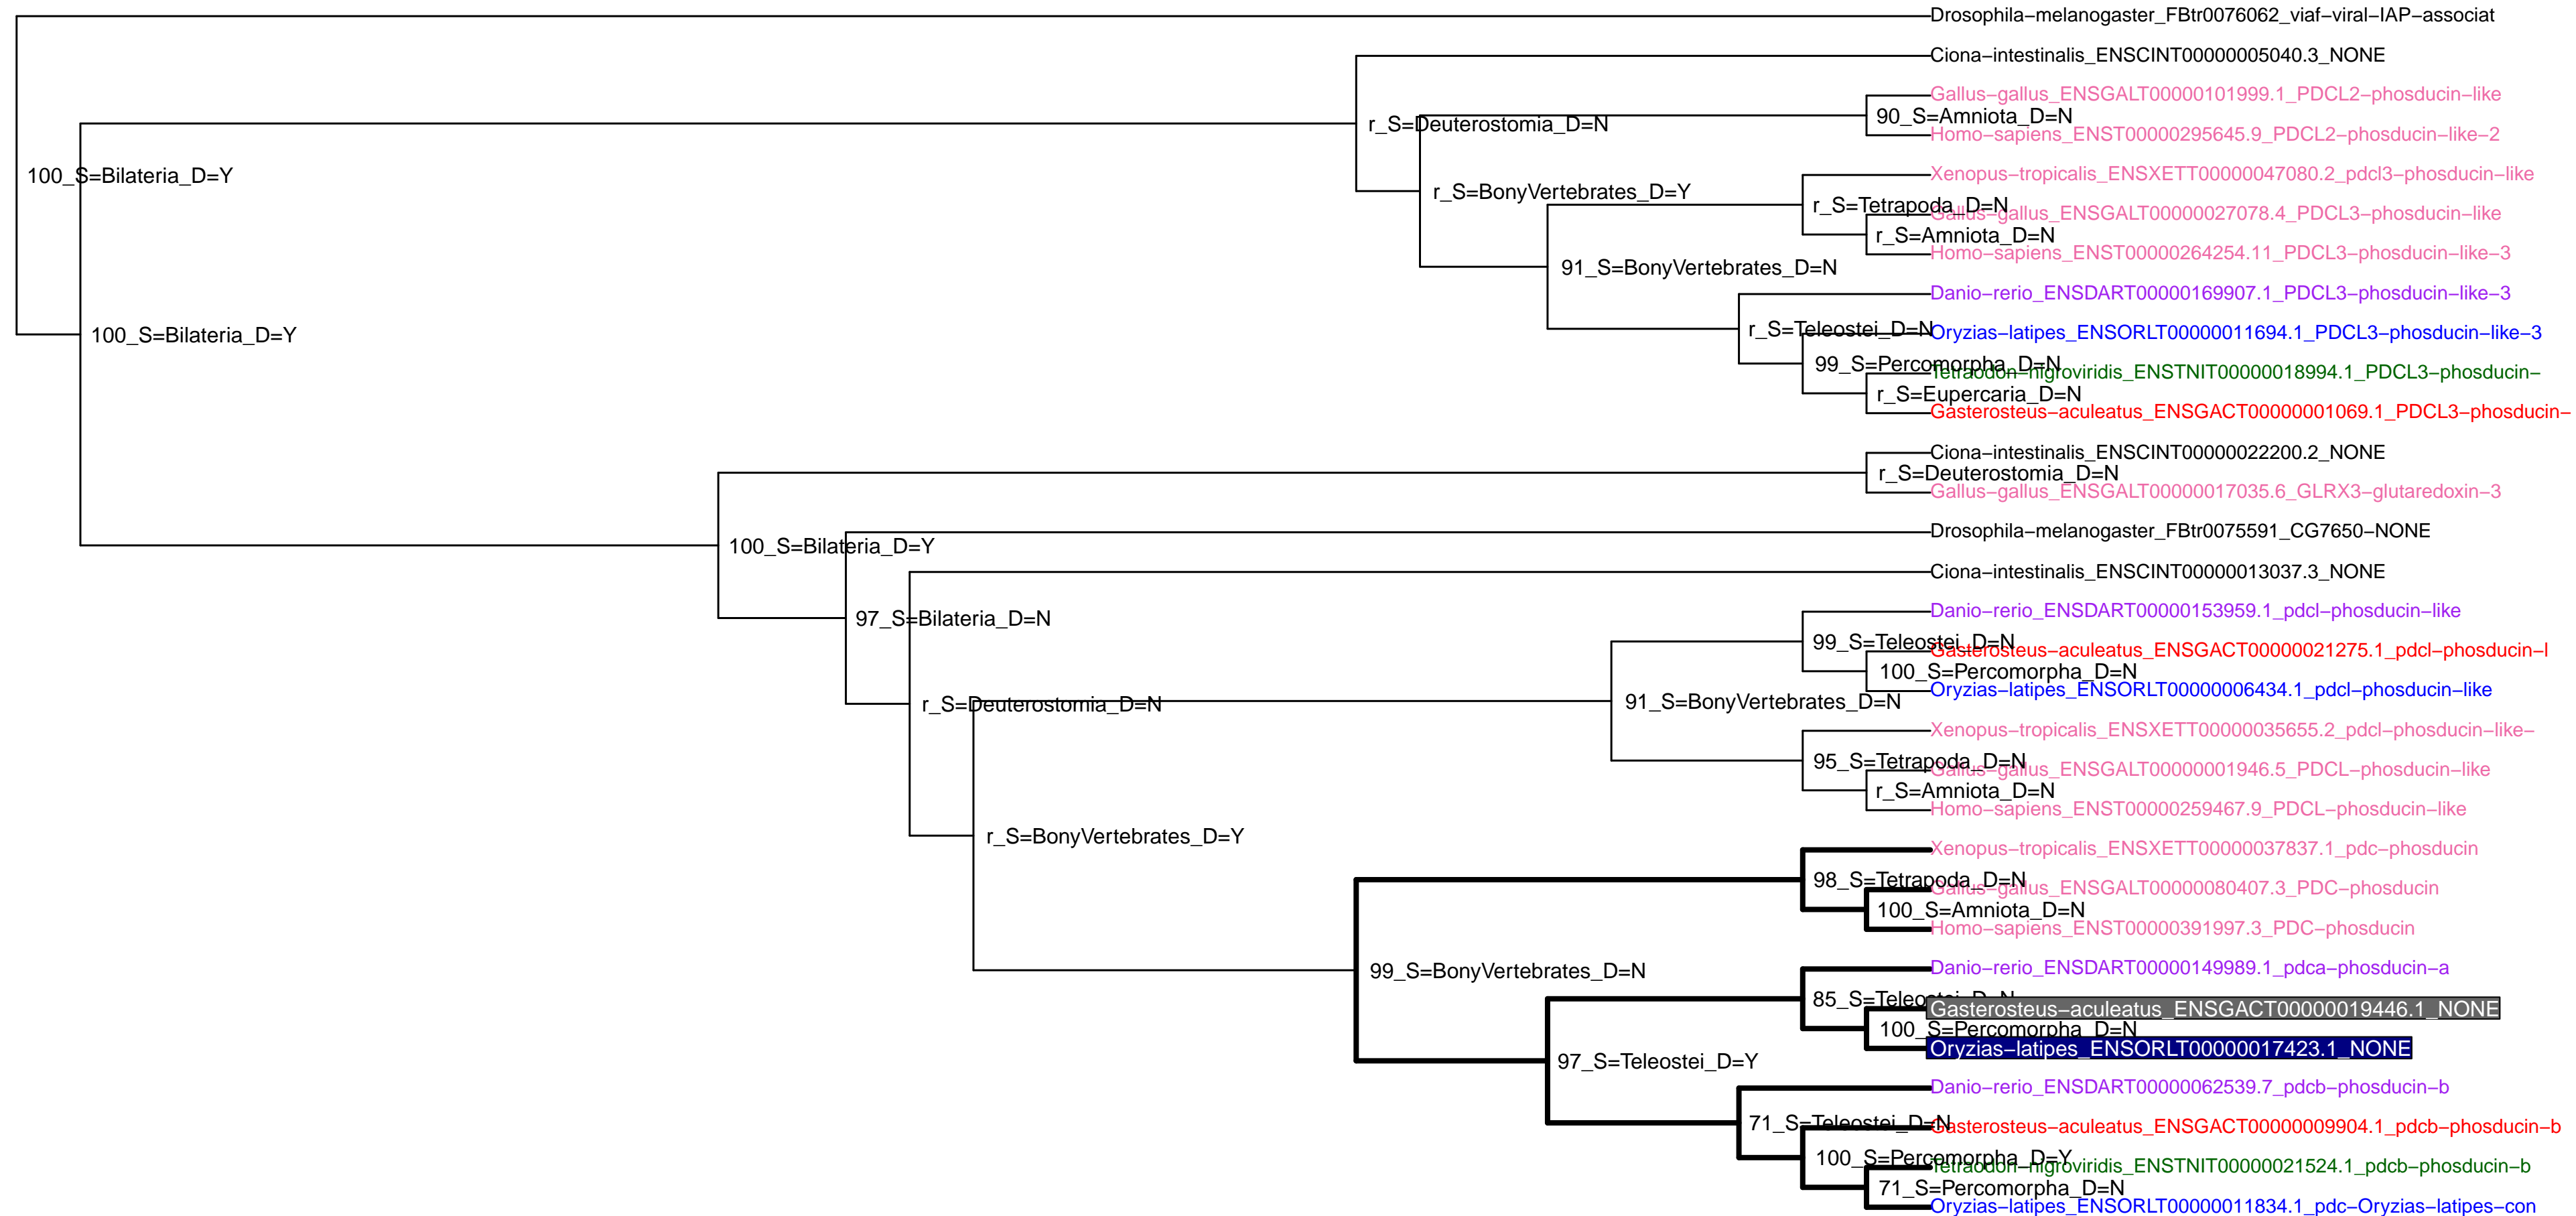 Drosophila−melanogaster_FBtr0076062_viaf−viral−IAP−associat
Ciona−intestinalis_ENSCINT00000005040.3_NONE
Gallus−gallus_ENSGALT00000101999.1_PDCL2−phosducin−like
90_S=Amniota_D=N
r_S=Deuterostomia_D=N
Homo−sapiens_ENST00000295645.9_PDCL2−phosducin−like−2
Xenopus−tropicalis_ENSXETT00000047080.2_pdcl3−phosducin−like
100_S=Bilateria_D=Y
r_S=BonyVertebrates_D=Y
r_S=Tetrapoda_D=N
Gallus−gallus_ENSGALT00000027078.4_PDCL3−phosducin−like
r_S=Amniota_D=N
Homo−sapiens_ENST00000264254.11_PDCL3−phosducin−like−3
91_S=BonyVertebrates_D=N
Danio−rerio_ENSDART00000169907.1_PDCL3−phosducin−like−3
r_S=Teleostei_D=N
Oryzias−latipes_ENSORLT00000011694.1_PDCL3−phosducin−like−3
100_S=Bilateria_D=Y
99_S=Percomorpha_D=N
Tetraodon−nigroviridis_ENSTNIT00000018994.1_PDCL3−phosducin−
r_S=Eupercaria_D=N
Gasterosteus−aculeatus_ENSGACT00000001069.1_PDCL3−phosducin−
Ciona−intestinalis_ENSCINT00000022200.2_NONE
r_S=Deuterostomia_D=N
Gallus−gallus_ENSGALT00000017035.6_GLRX3−glutaredoxin−3
Drosophila−melanogaster_FBtr0075591_CG7650−NONE
100_S=Bilateria_D=Y
Ciona−intestinalis_ENSCINT00000013037.3_NONE
Danio−rerio_ENSDART00000153959.1_pdcl−phosducin−like
97_S=Bilateria_D=N
99_S=Teleostei_D=N
Gasterosteus−aculeatus_ENSGACT00000021275.1_pdcl−phosducin−l
100_S=Percomorpha_D=N
Oryzias−latipes_ENSORLT00000006434.1_pdcl−phosducin−like
91_S=BonyVertebrates_D=N
r_S=Deuterostomia_D=N
Xenopus−tropicalis_ENSXETT00000035655.2_pdcl−phosducin−like−
95_S=Tetrapoda_D=N
Gallus−gallus_ENSGALT00000001946.5_PDCL−phosducin−like
r_S=Amniota_D=N
Homo−sapiens_ENST00000259467.9_PDCL−phosducin−like
r_S=BonyVertebrates_D=Y
Xenopus−tropicalis_ENSXETT00000037837.1_pdc−phosducin
98_S=Tetrapoda_D=N
Gallus−gallus_ENSGALT00000080407.3_PDC−phosducin
100_S=Amniota_D=N
Homo−sapiens_ENST00000391997.3_PDC−phosducin
99_S=BonyVertebrates_D=N
Danio−rerio_ENSDART00000149989.1_pdca−phosducin−a
85_S=Teleostei_D=N
Gasterosteus−aculeatus_ENSGACT00000019446.1_NONE
100_S=Percomorpha_D=N
Oryzias−latipes_ENSORLT00000017423.1_NONE
97_S=Teleostei_D=Y
Danio−rerio_ENSDART00000062539.7_pdcb−phosducin−b
71_S=Teleostei_D=N
Gasterosteus−aculeatus_ENSGACT00000009904.1_pdcb−phosducin−b
100_S=Percomorpha_D=Y
Tetraodon−nigroviridis_ENSTNIT00000021524.1_pdcb−phosducin−b
71_S=Percomorpha_D=N
Oryzias−latipes_ENSORLT00000011834.1_pdc−Oryzias−latipes−con